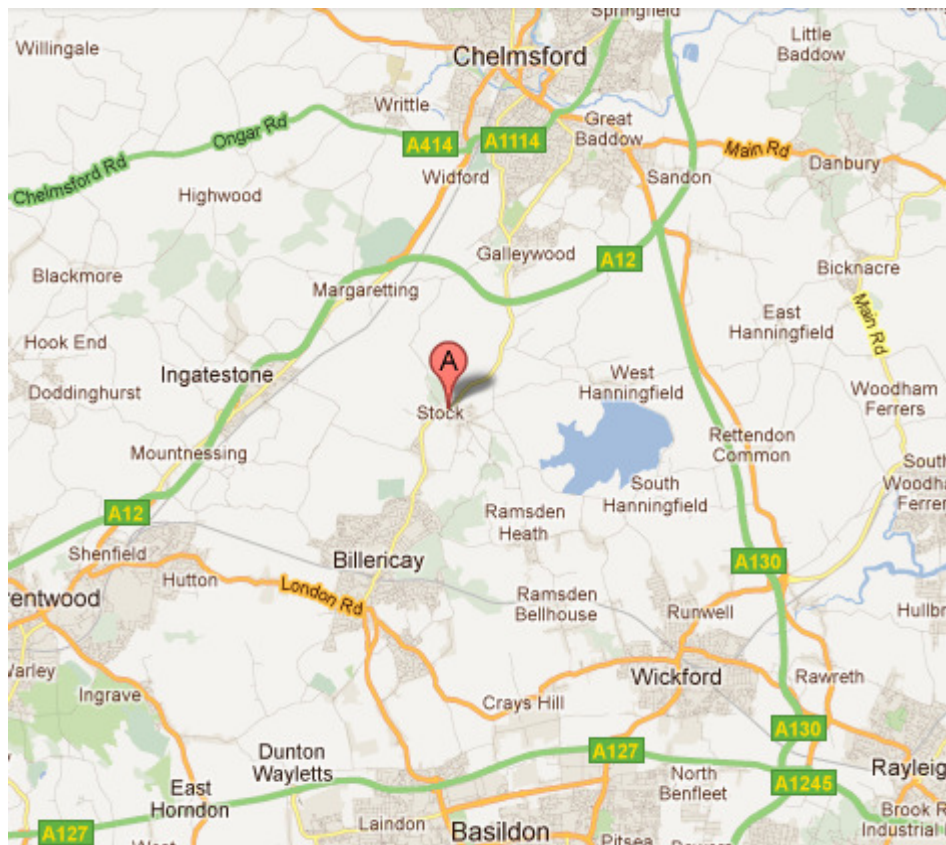 Springfield
Willingale
Chelmsford
Little
Baddow
Writtle
Great
Baddow
Ongar Rd
A414
A1114
Main Rd
Danbury
Chelmsford Rd
Widford
Sandon
Highwood
Galleywood
A12
Blackmore
Margaretting
Bicknacre
East
Hanningfield
Main Rd
Hook End
A
Ingatestone
West
Hanningfield
Doddinghurst
Woodham
Ferrers
Stock
Mountnessing
Rettendon
Common
South
Hanningfield
South
A12
Ramsden
Heath
Shenfield
Billericay
A130
Hutton
London Rd
Ramsden
Bellhouse
Runwell
Wickford
Rawreth
Ingrave
Crays Hill
A130
Dunton
Wayletts
A127
East
Horndon
North
Benfleet
A1245
A127
Laindon
Basildon
Pitsea